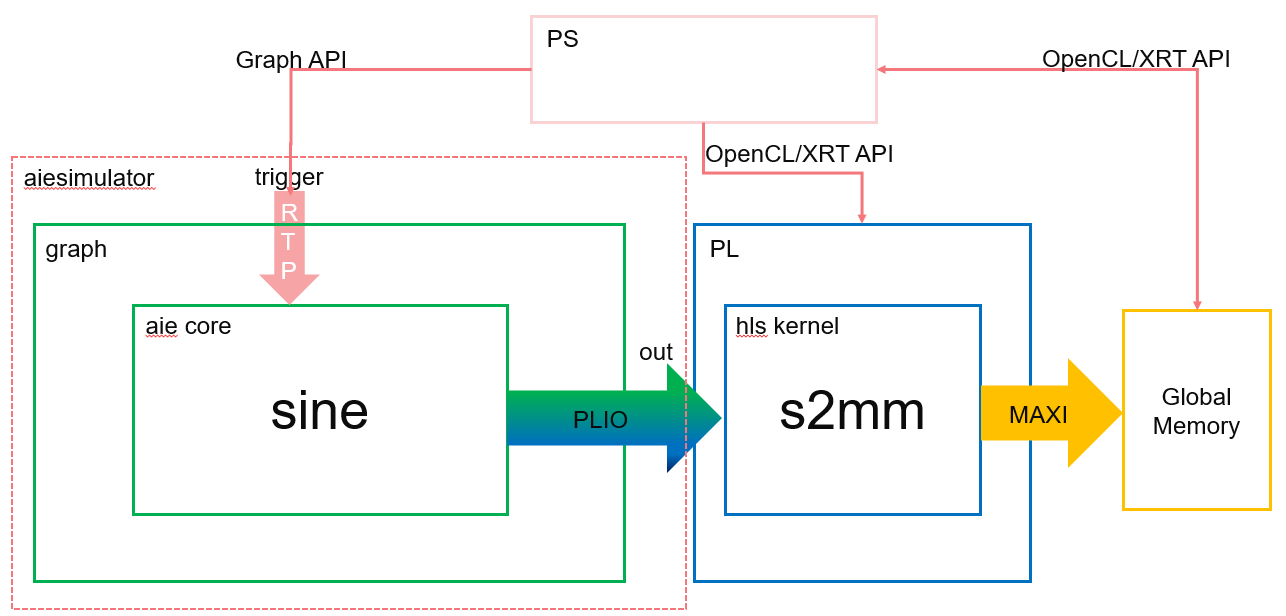 PS
Graph API
OpenCL/XRT API
OpenCL/XRT API
aiesimulator
trigger
R
T
P
graph
PL
aie core
hls kernel
out
sine
PLIO
s2mm
MAXI
Global
Memory